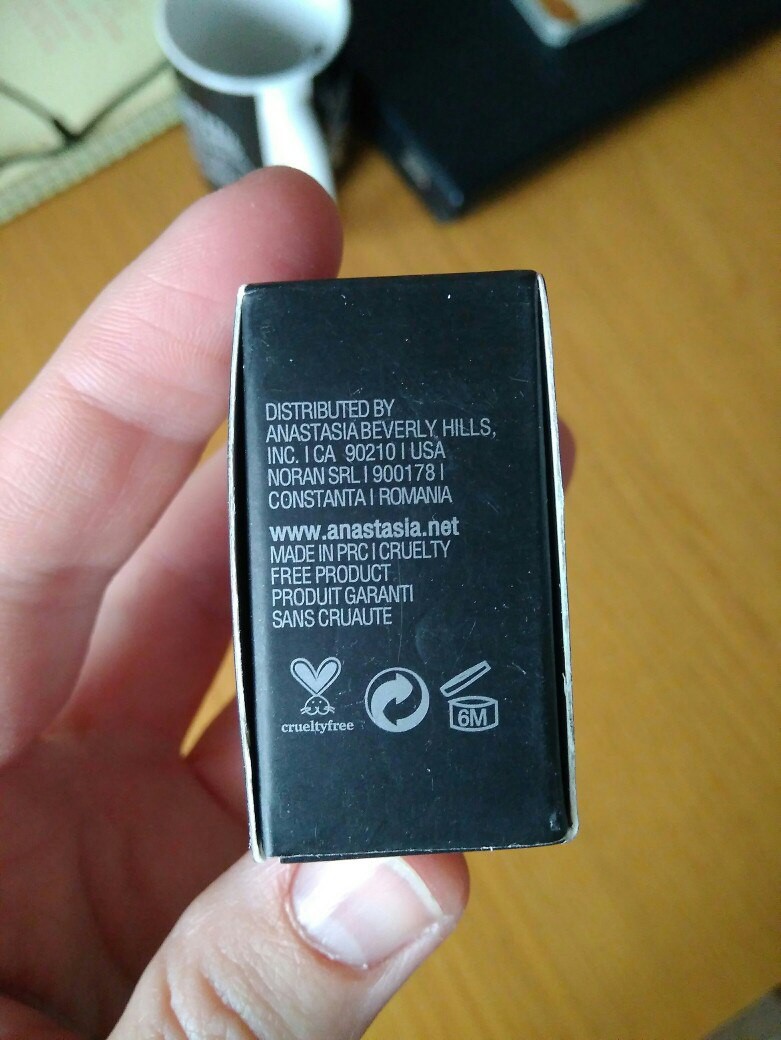 DISTRIBUTED BY
ANASTASIA BEVERLY HILLS,
INC. | CA 90210 | USA
NORAN SRL | 900178 |
CONSTANTA | ROMANIA
www.anastasia.net
MADE IN PRC | CRUELTY
FREE PRODUCT
PRODUIT GARANTI
SANS CRUAUTE
crueltyfree
6M